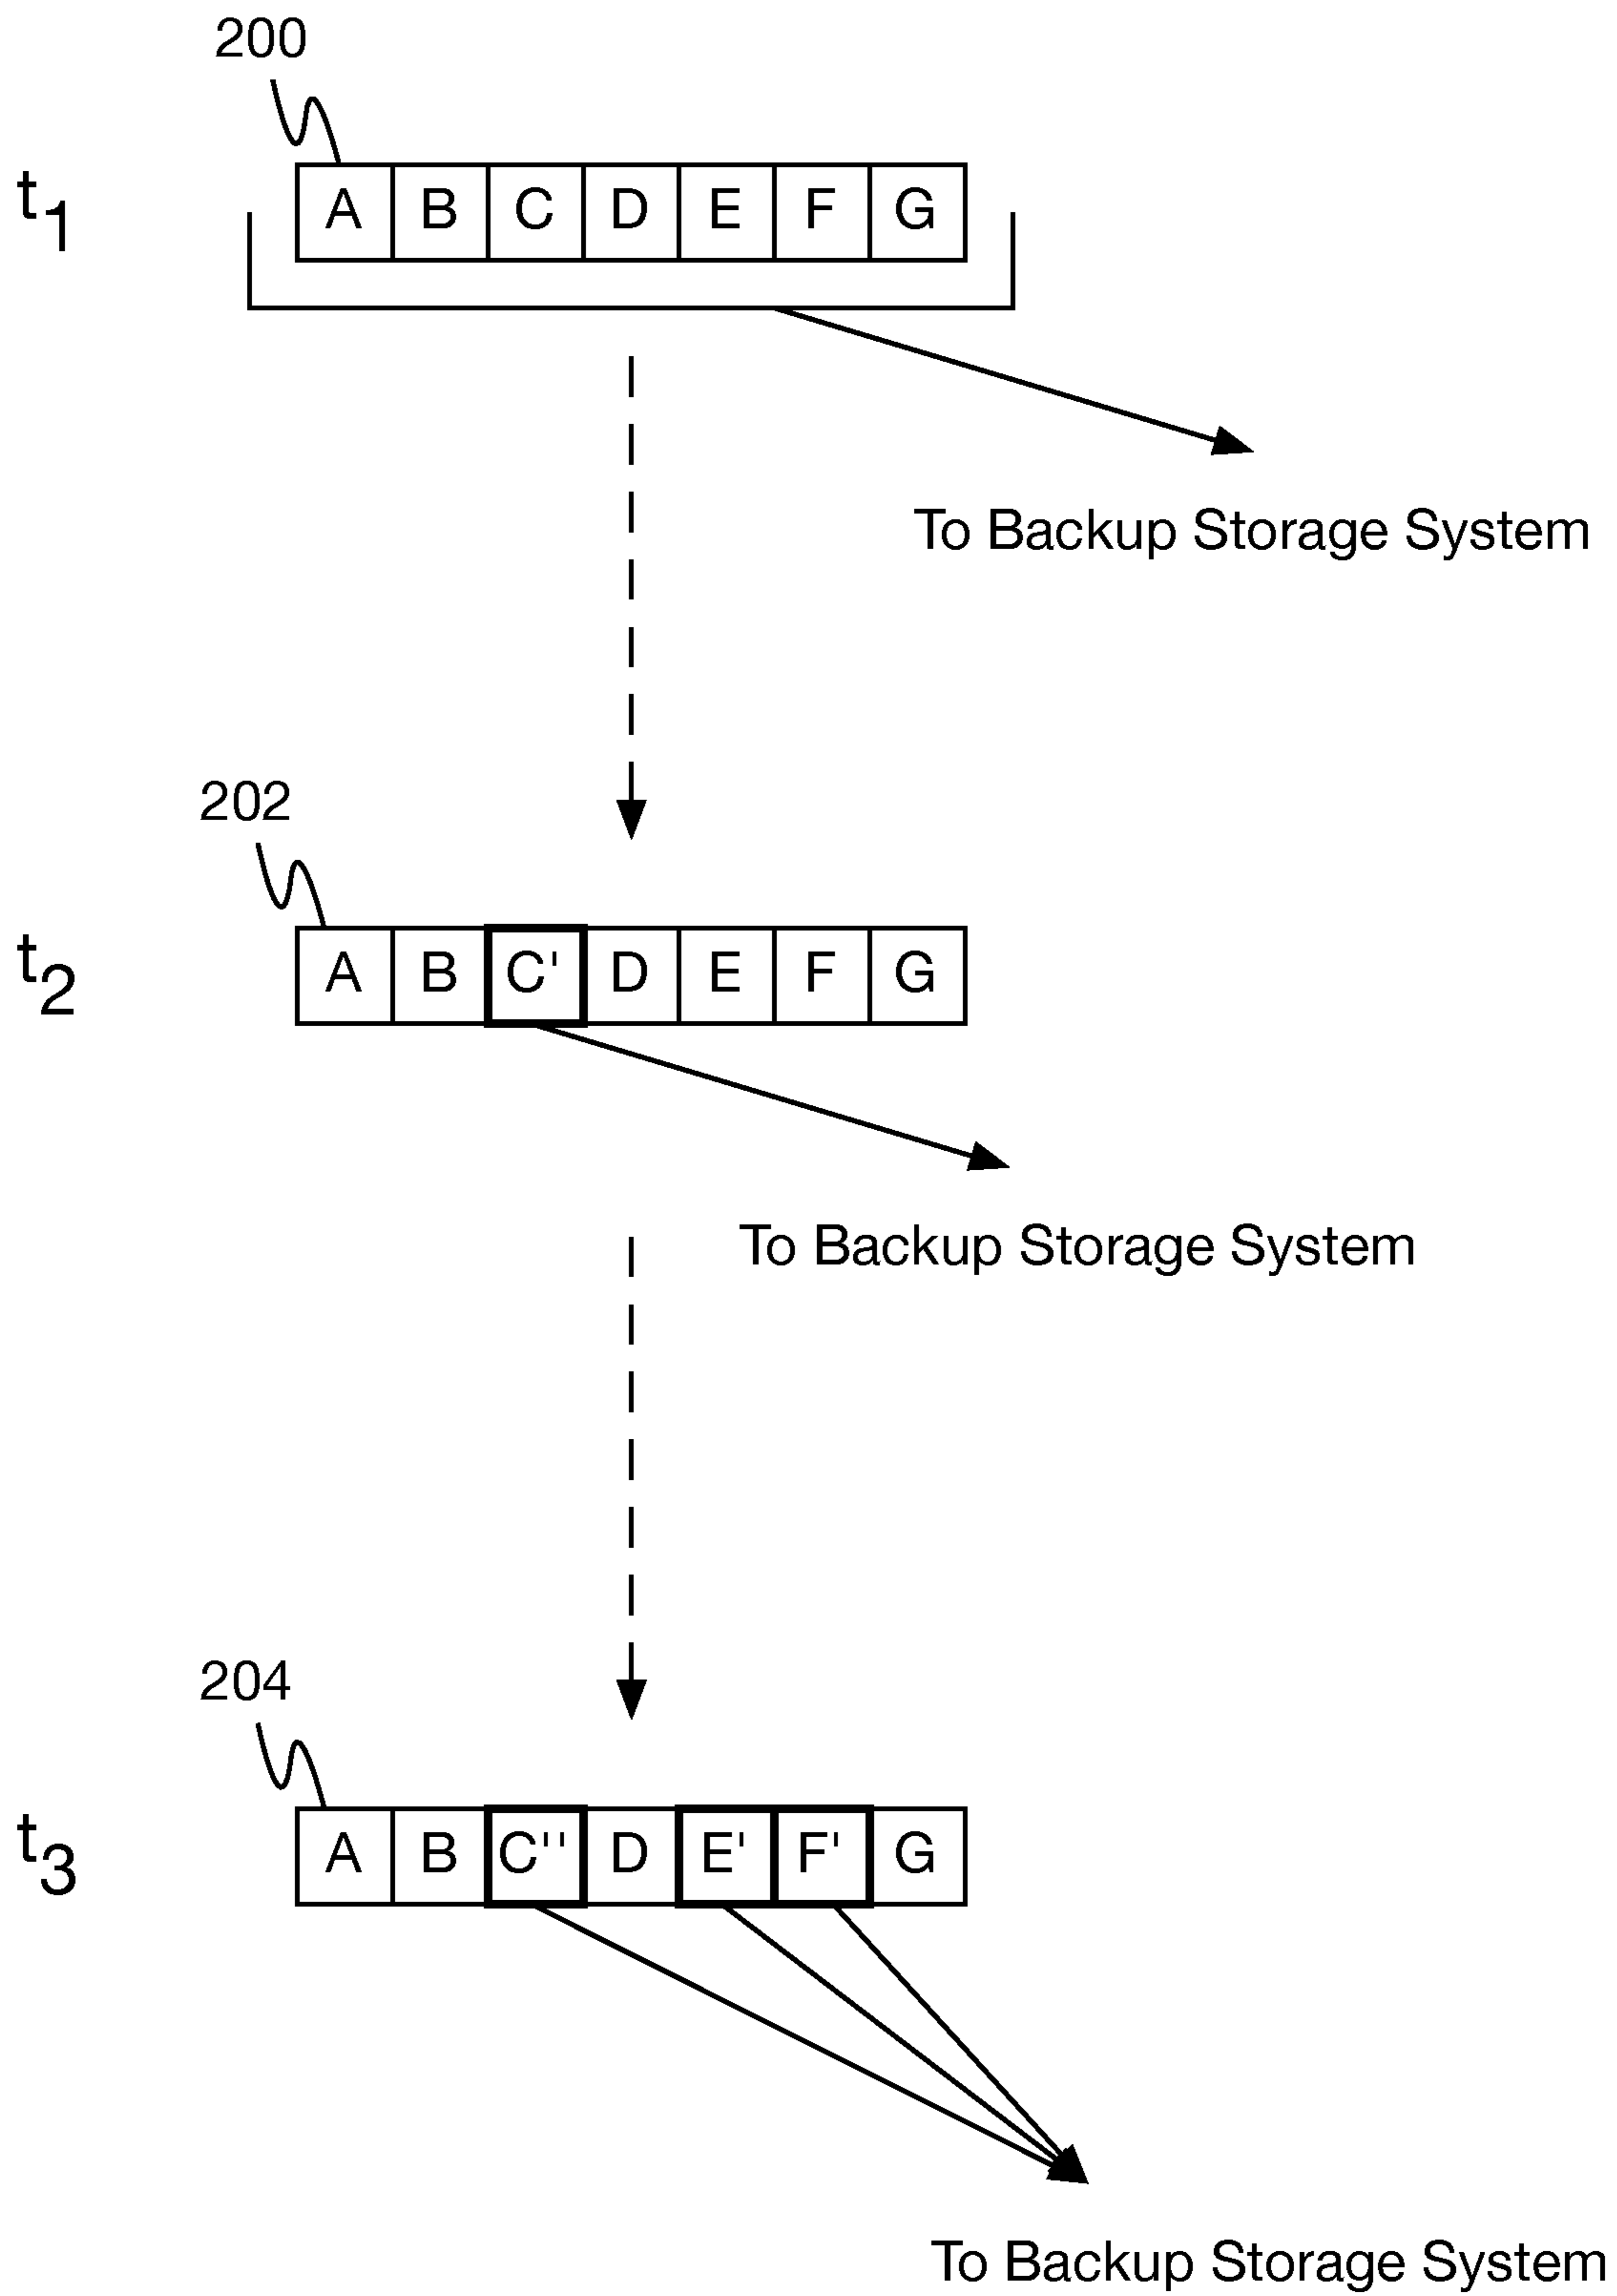 200
t1
A B C D E F G
To Backup Storage System
202
t2
A B C' D E F G
To Backup Storage System
204
t3
A B C'' D E' F' G
To Backup Storage System